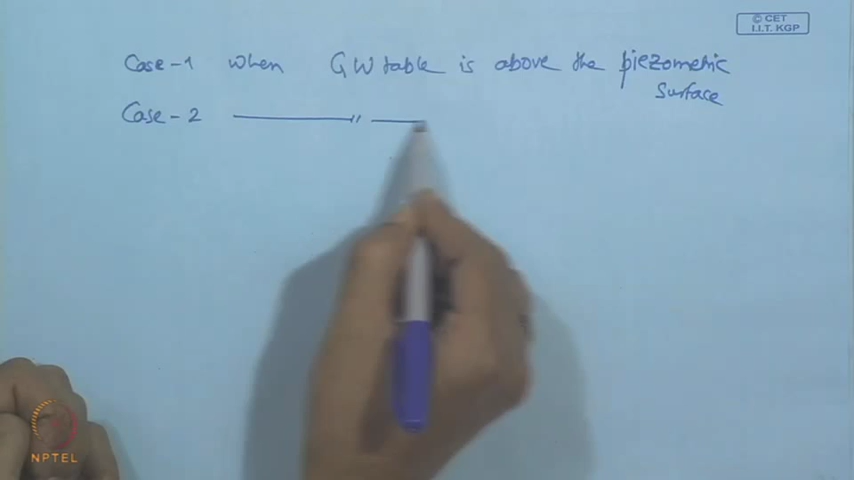 © CET
I.I.T. KGP
Case-1 when GW table is above the piezometric
surface
Case-2 ———— " ——
NPTEL